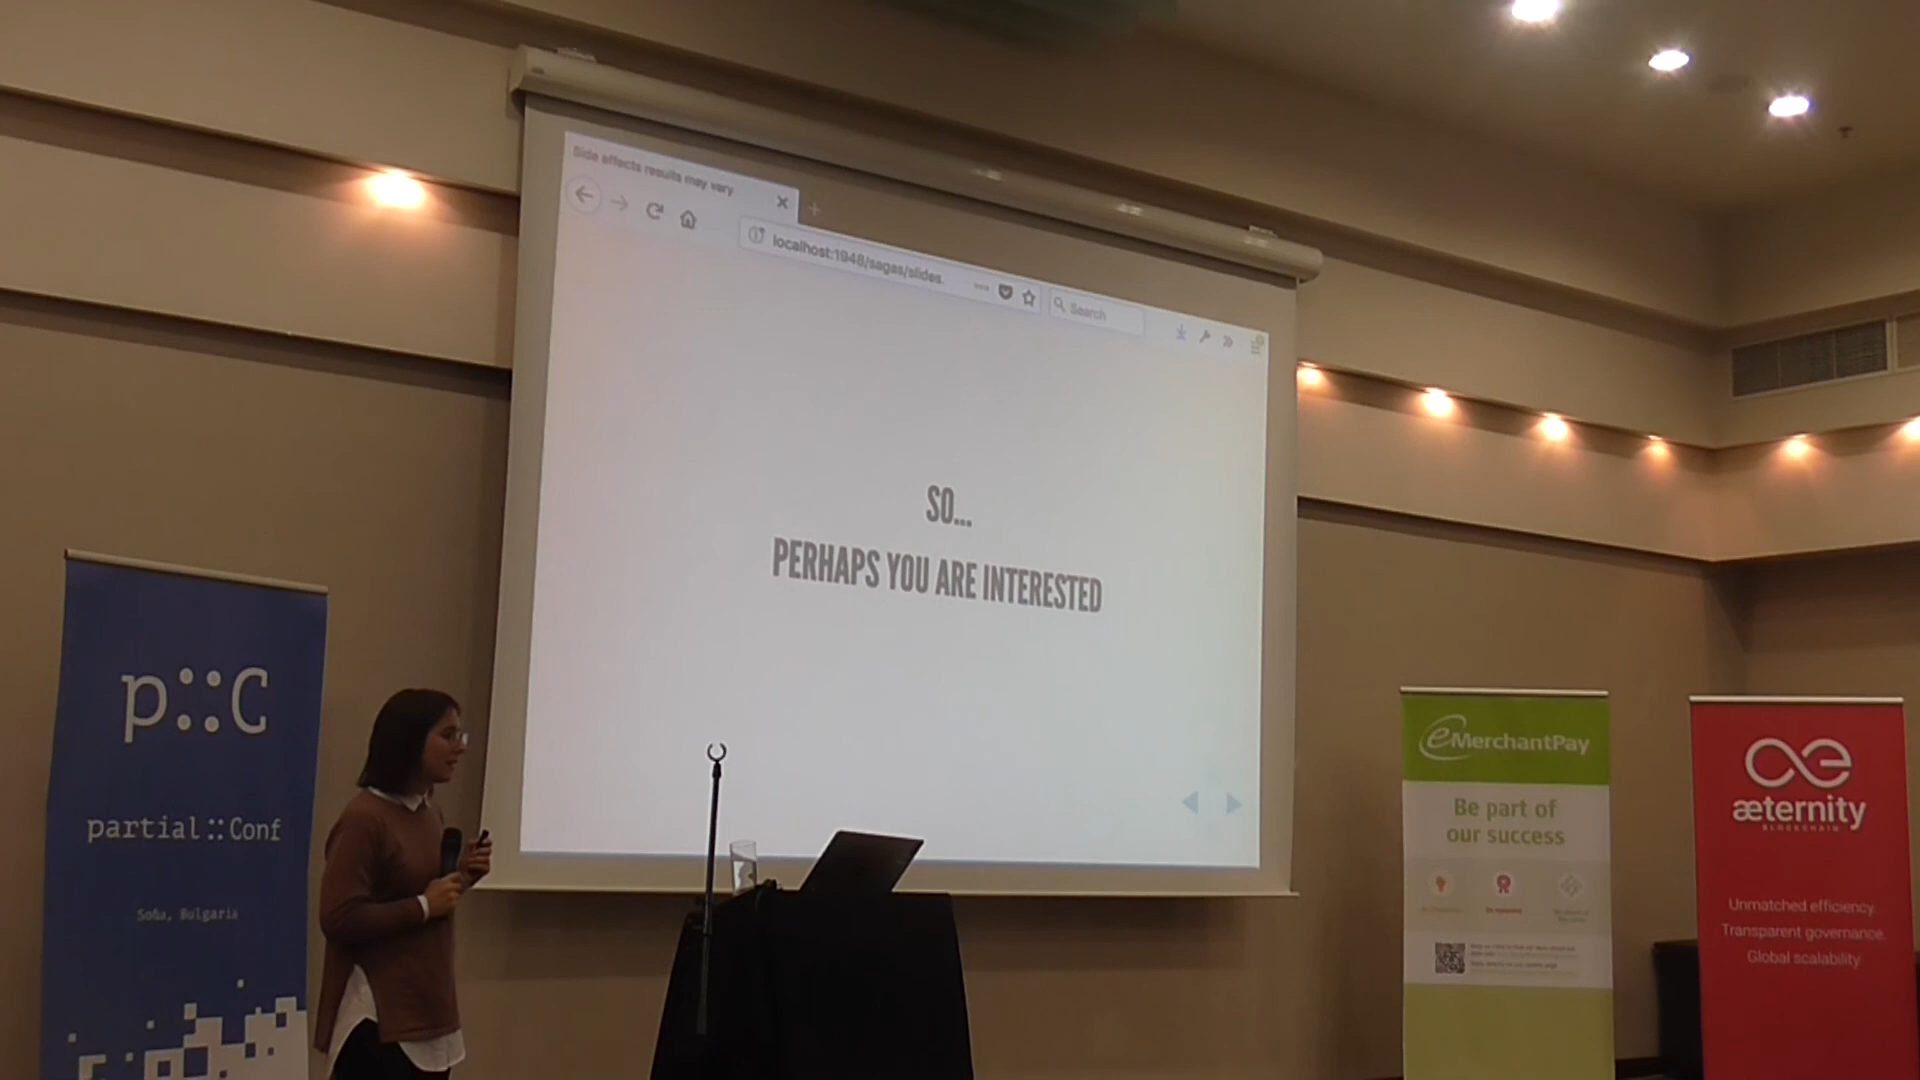 Side effects results may vary
localhost:1948/sagas/slides.
Search
SO...
PERHAPS YOU ARE INTERESTED
p::C
partial::Conf
Sofia, Bulgaria
eMerchantPay
Be part of
our success
æternity
BLOCKCHAIN
Unmatched efficiency.
Transparent governance.
Global scalability